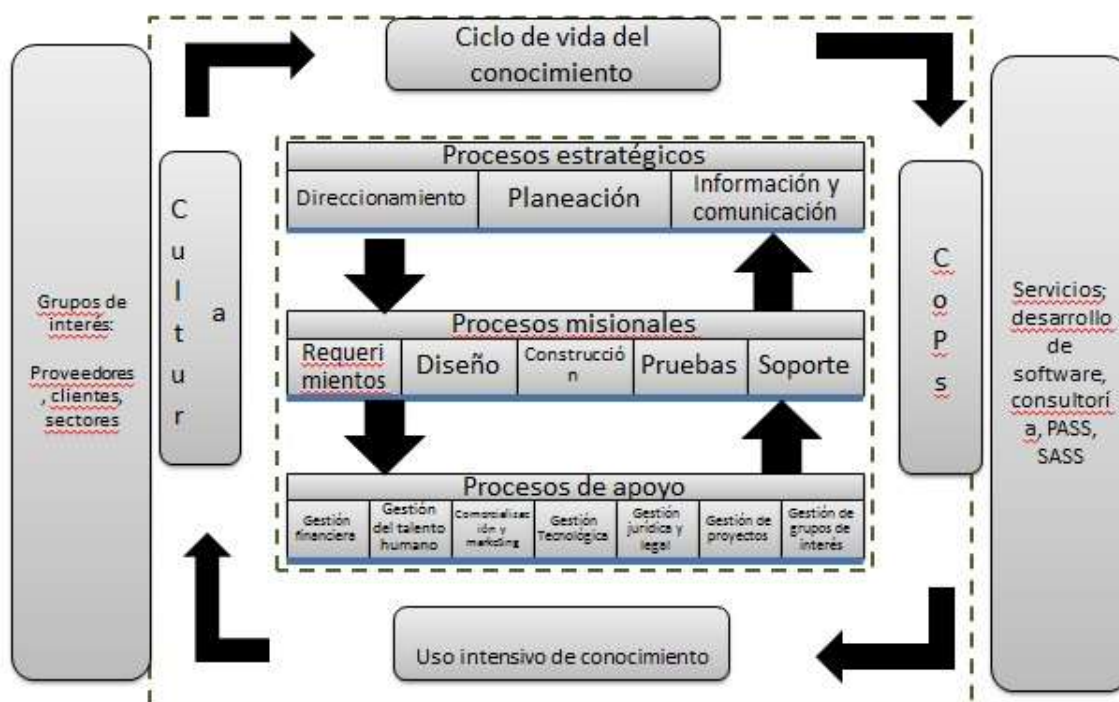 Ciclo de vida del
conocimiento
Grupos de
interés:
Proveedores
, clientes,
sectores
C
u
l
t
u
r
a
Procesos estratégicos
Direccionamiento
Planeación
Información y
comunicación
Procesos misionales
Requeri
mientos
Diseño
Construcció
n
Pruebas
Soporte
Procesos de apoyo
Gestión
financiera
Gestión
del talento
humano
Comercializac
ión y
marketing
Gestión
Tecnológica
Gestión
jurídica y
legal
Gestión de
proyectos
Gestión de
grupos de
interés
C
o
P
s
Servicios;
desarrollo
de
software,
consultorí
a, PASS,
SASS
Uso intensivo de conocimiento